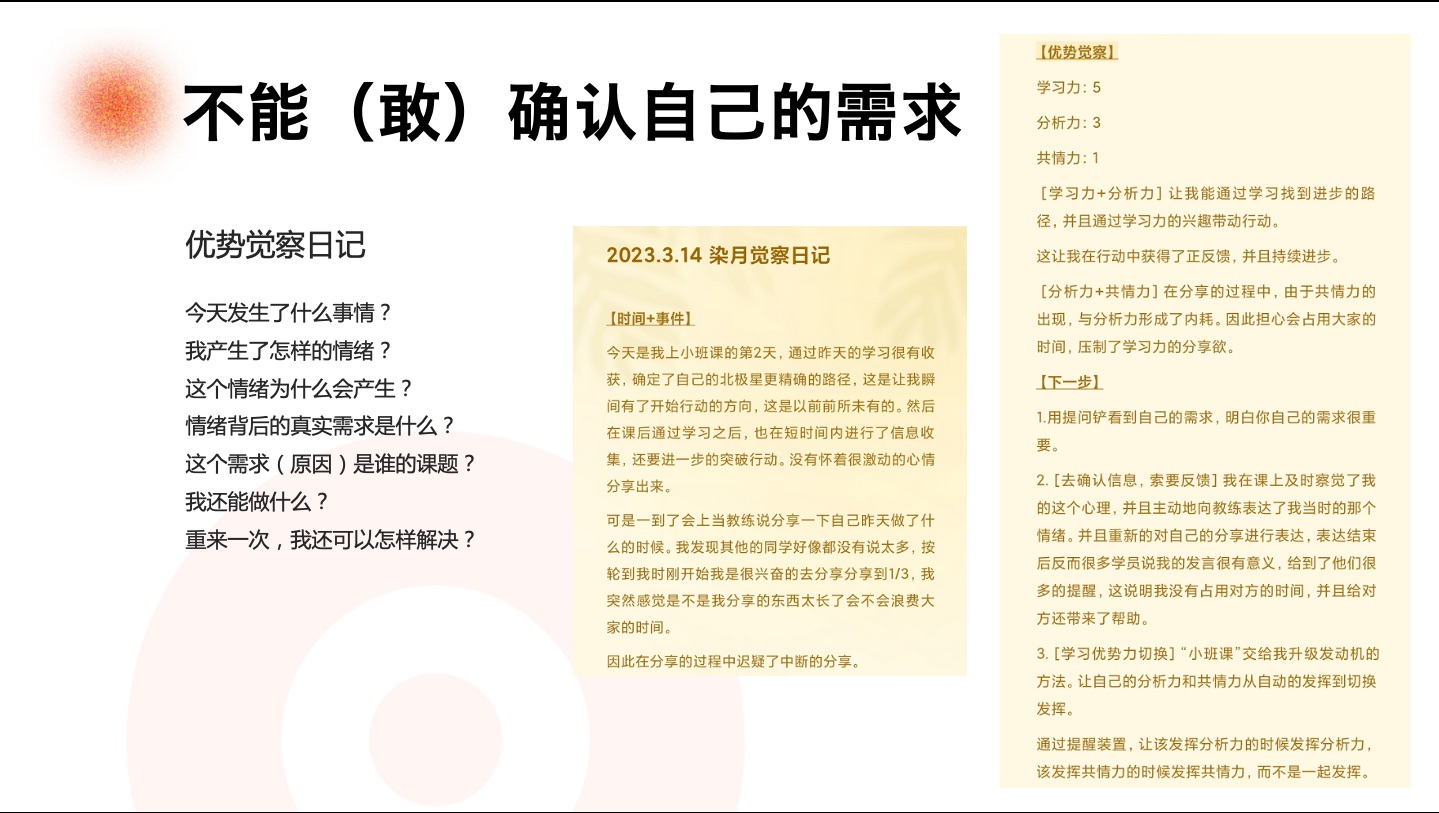 不能（敢）确认自己的需求
优势觉察日记
今天发生了什么事情？
我产生了怎样的情绪？
这个情绪为什么会产生？
情绪背后的真实需求是什么？
这个需求（原因）是谁的课题？
我还能做什么？
重来一次，我还可以怎样解决？
2023.3.14 染月觉察日记
【时间+事件】
今天是我上小班课的第2天，通过昨天的学习很有收
获，确定了自己的北极星更精确的路径，这是让我瞬
间有了开始行动的方向，这是以前前所未有的。然后
在课后通过学习之后，也在短时间内进行了信息收
集，还要进一步的突破行动。没有怀着很激动的心情
分享出来。
可是一到了会上当教练说分享一下自己昨天做了什
么的时候。我发现其他的同学好像都没有说太多，按
轮到我时刚开始我是很兴奋的去分享分享到1/3，我
突然感觉是不是我分享的东西太长了会不会浪费大
家的时间。
因此在分享的过程中迟疑了中断的分享。
【优势觉察】
学习力：5
分析力：3
共情力：1
[学习力+分析力] 让我能通过学习找到进步的路
径，并且通过学习力的兴趣带动行动。
这让我在行动中获得了正反馈，并且持续进步。
[分析力+共情力] 在分享的过程中，由于共情力的
出现，与分析力形成了内耗。因此担心会占用大家的
时间，压制了学习力的分享欲。
【下一步】
1.用提问铲看到自己的需求，明白你自己的需求很重
要。
2. [去确认信息，索要反馈] 我在课上及时察觉了我
的这个心理，并且主动地向教练表达了我当时的那个
情绪。并且重新的对自己的分享进行表达，表达结束
后反而很多学员说我的发言很有意义，给到了他们很
多的提醒，这说明我没有占用对方的时间，并且给对
方还带来了帮助。
3. [学习优势力切换] “小班课”交给我升级发动机的
方法。让自己的分析力和共情力从自动的发挥到切换
发挥。
通过提醒装置，让该发挥分析力的时候发挥分析力，
该发挥共情力的时候发挥共情力，而不是一起发挥。